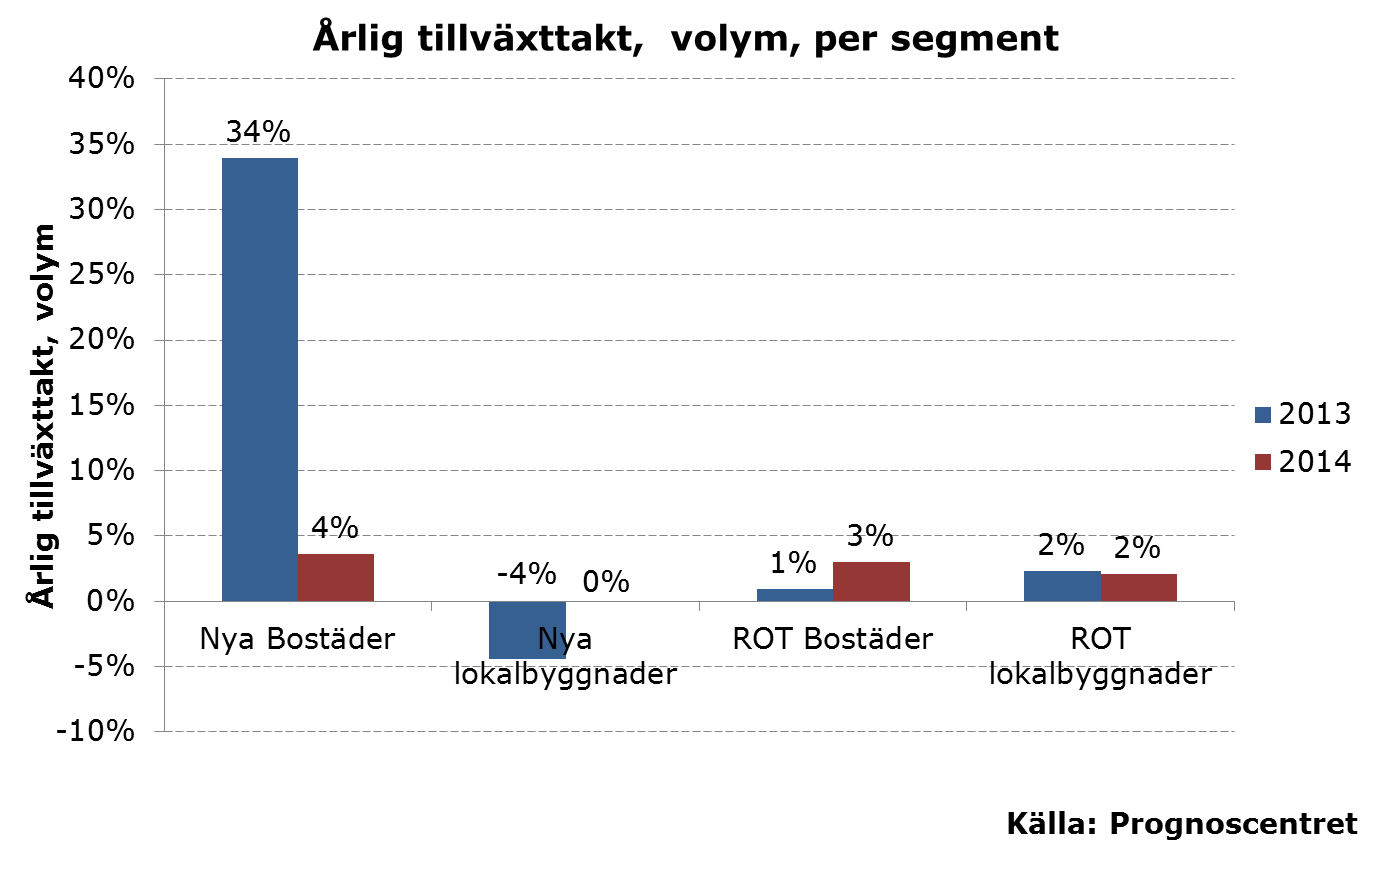 Årlig tillväxttakt,  volym, per segment
Årlig tillväxttakt, volym
40%
35%
30%
25%
20%
15%
10%
5%
0%
-5%
-10%
34%
4%
-4%
0%
1%
3%
2%
2%
Nya Bostäder
Nya
lokalbyggnader
ROT Bostäder
ROT
lokalbyggnader
2013
2014
Källa: Prognoscentret